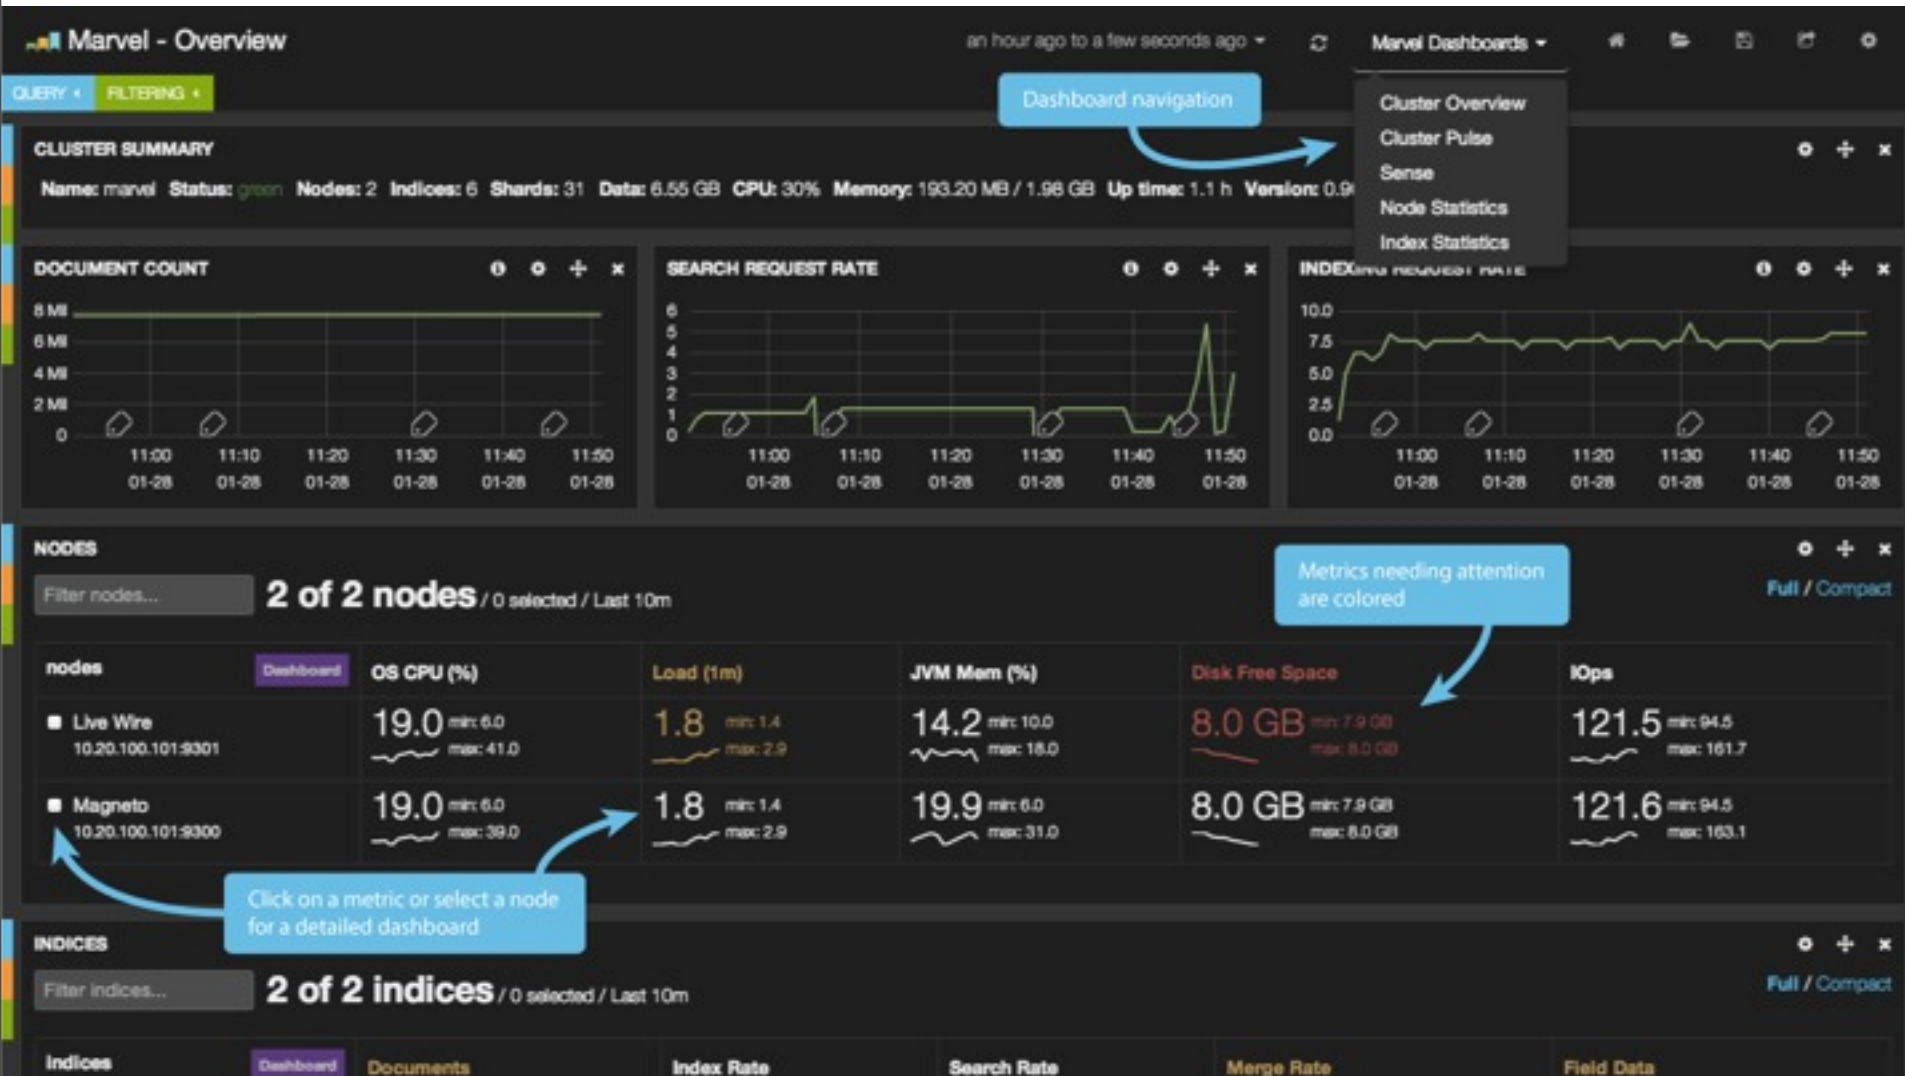 Marvel - Overview
an hour ago to a few seconds ago
Marvel Dashboards
QUERY
FILTERING
Dashboard navigation
Cluster Overview
Cluster Pulse
Sense
Node Statistics
Index Statistics
CLUSTER SUMMARY
Name: marvel Status: green Nodes: 2 Indices: 6 Shards: 31 Data: 6.55 GB CPU: 30% Memory: 193.20 MB / 1.98 GB Up time: 1.1 h Version: 0.9
DOCUMENT COUNT
8 Mil
6 Mil
4 Mil
2 Mil
0
11:00 11:10 11:20 11:30 11:40 11:50
01-28 01-28 01-28 01-28 01-28 01-28
SEARCH REQUEST RATE
6
5
4
3
2
1
0
11:00 11:10 11:20 11:30 11:40 11:50
01-28 01-28 01-28 01-28 01-28 01-28
INDEXING REQUEST RATE
10.0
7.5
5.0
2.5
0.0
11:00 11:10 11:20 11:30 11:40 11:50
01-28 01-28 01-28 01-28 01-28 01-28
NODES
Filter nodes...
2 of 2 nodes / 0 selected / Last 10m
Metrics needing attention
are colored
Full / Compact
nodes Dashboard OS CPU (%) Load (1m) JVM Mem (%) Disk Free Space IOps
Live Wire 19.0 min: 6.0 1.8 min: 1.4 14.2 min: 10.0 8.0 GB min: 7.9 GB 121.5 min: 94.5
10.20.100.101:9301 max: 41.0 max: 2.9 max: 18.0 max: 8.0 GB max: 161.7
Magneto 19.0 min: 6.0 1.8 min: 1.4 19.9 min: 6.0 8.0 GB min: 7.9 GB 121.6 min: 94.5
10.20.100.101:9300 max: 39.0 max: 2.9 max: 31.0 max: 8.0 GB max: 163.1
Click on a metric or select a node
for a detailed dashboard
INDICES
Filter indices...
2 of 2 indices / 0 selected / Last 10m
Full / Compact
Indices Dashboard Documents Index Rate Search Rate Merge Rate Field Data